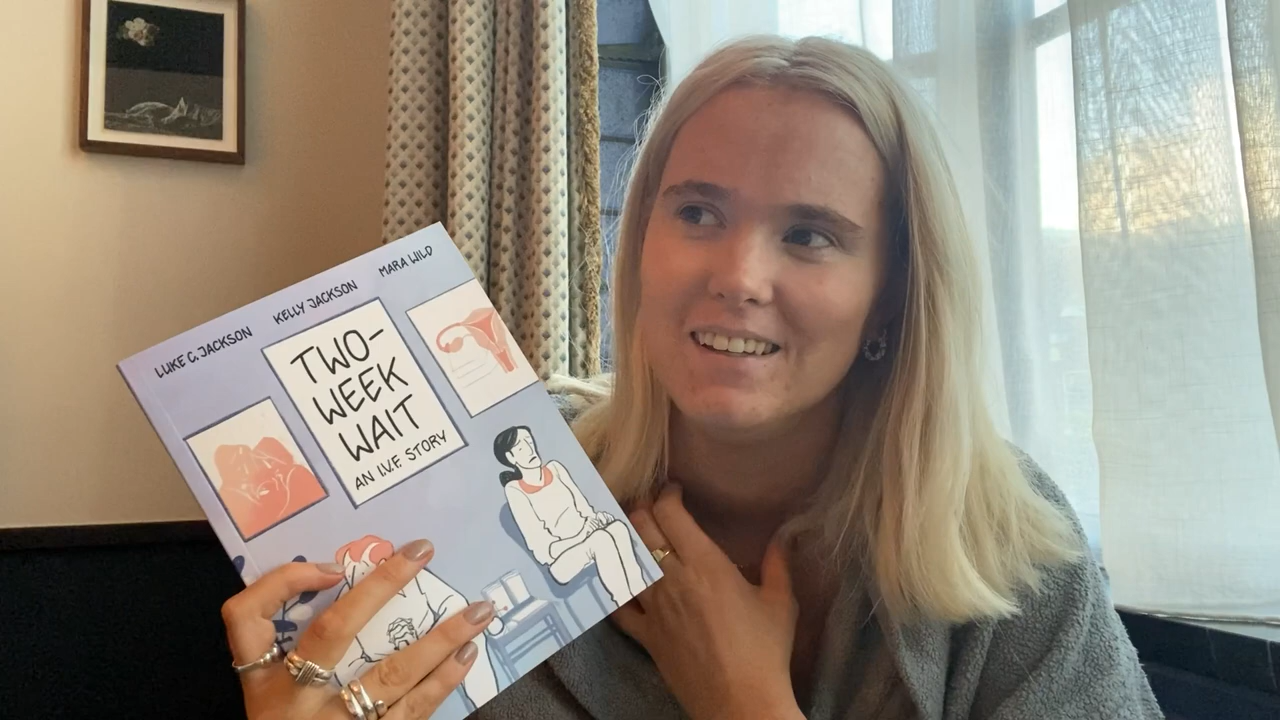 LUKE C. JACKSON KELLY JACKSON MARA WILD
TWO-
WEEK
WAIT
AN I.V.F. STORY